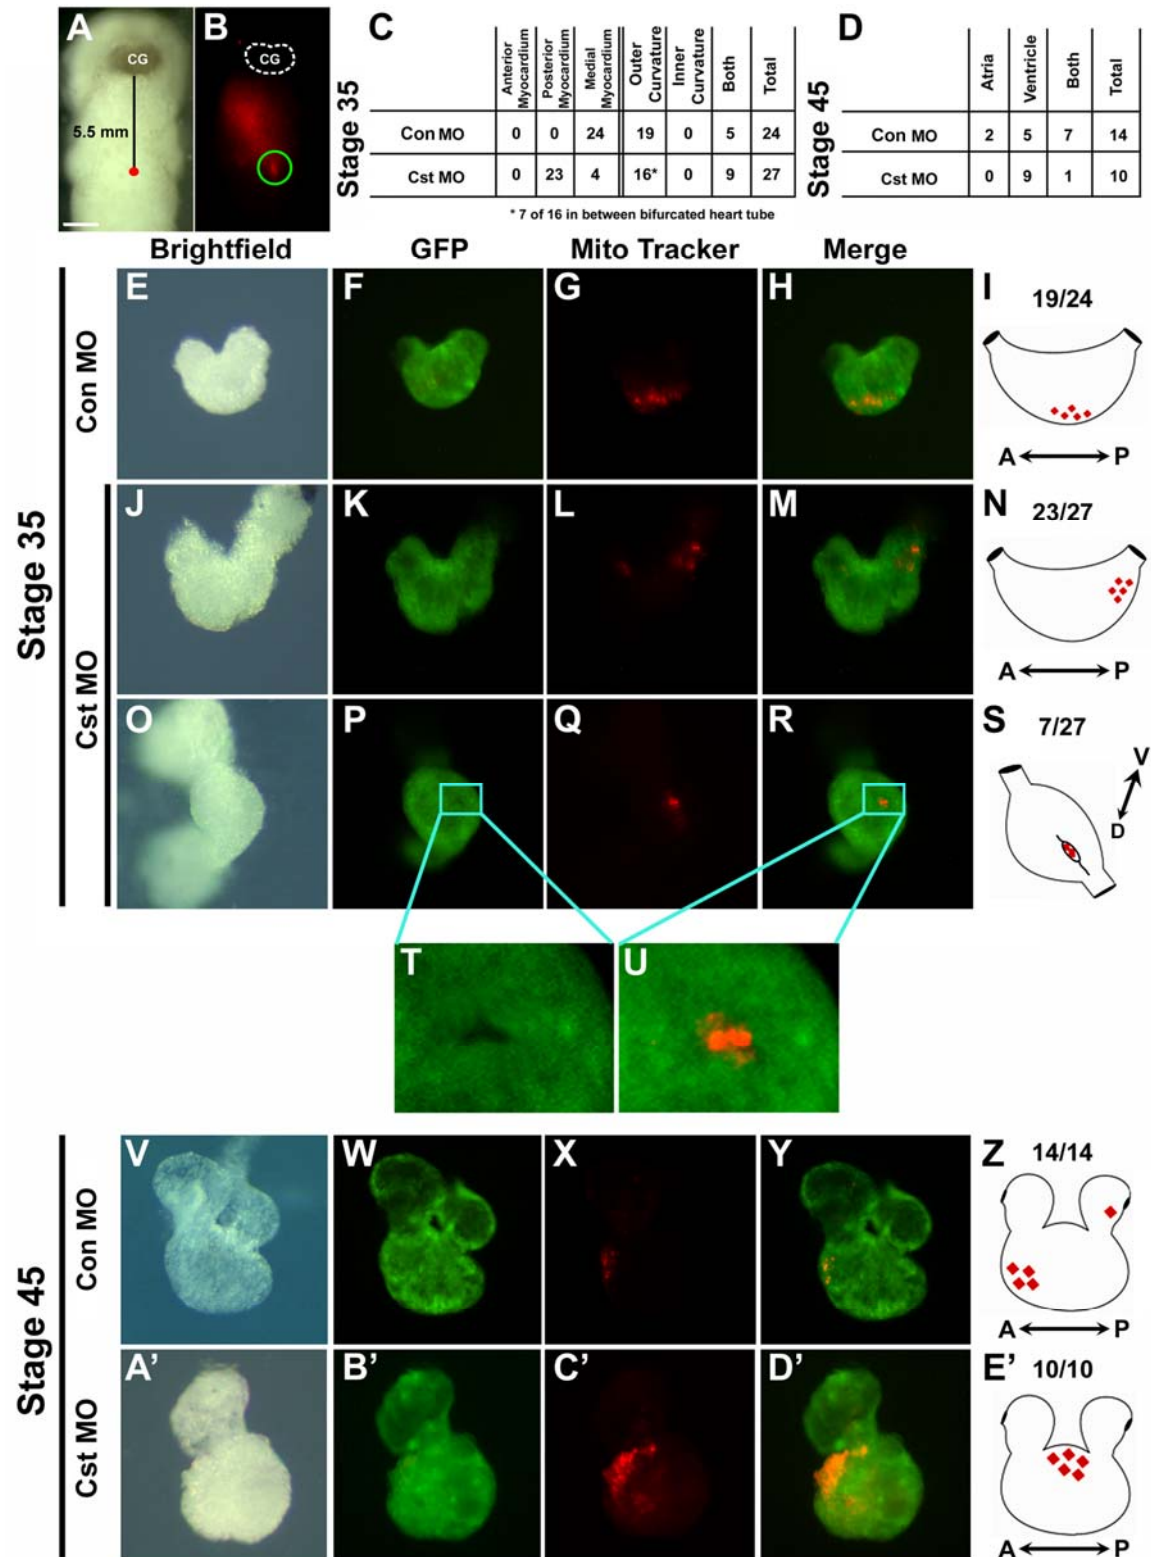 A
CG
5.5 mm
B
CG
C
Stage 35
Anterior Myocardium
Posterior Myocardium
Medial Myocardium
Outer Curvature
Inner Curvature
Both
Total
Con MO 0 0 24 19 0 5 24
Cst MO 0 23 4 16* 0 9 27
* 7 of 16 in between bifurcated heart tube
D
Stage 45
Atria
Ventricle
Both
Total
Con MO 2 5 7 14
Cst MO 0 9 1 10
Brightfield GFP Mito Tracker Merge
Stage 35
Con MO
E F G H I
19/24
A P
Cst MO
J K L M N
23/27
A P
O P Q R S
7/27
V
D
T U
Stage 45
Con MO
V W X Y Z
14/14
A P
Cst MO
A’ B’ C’ D’ E’
10/10
A P